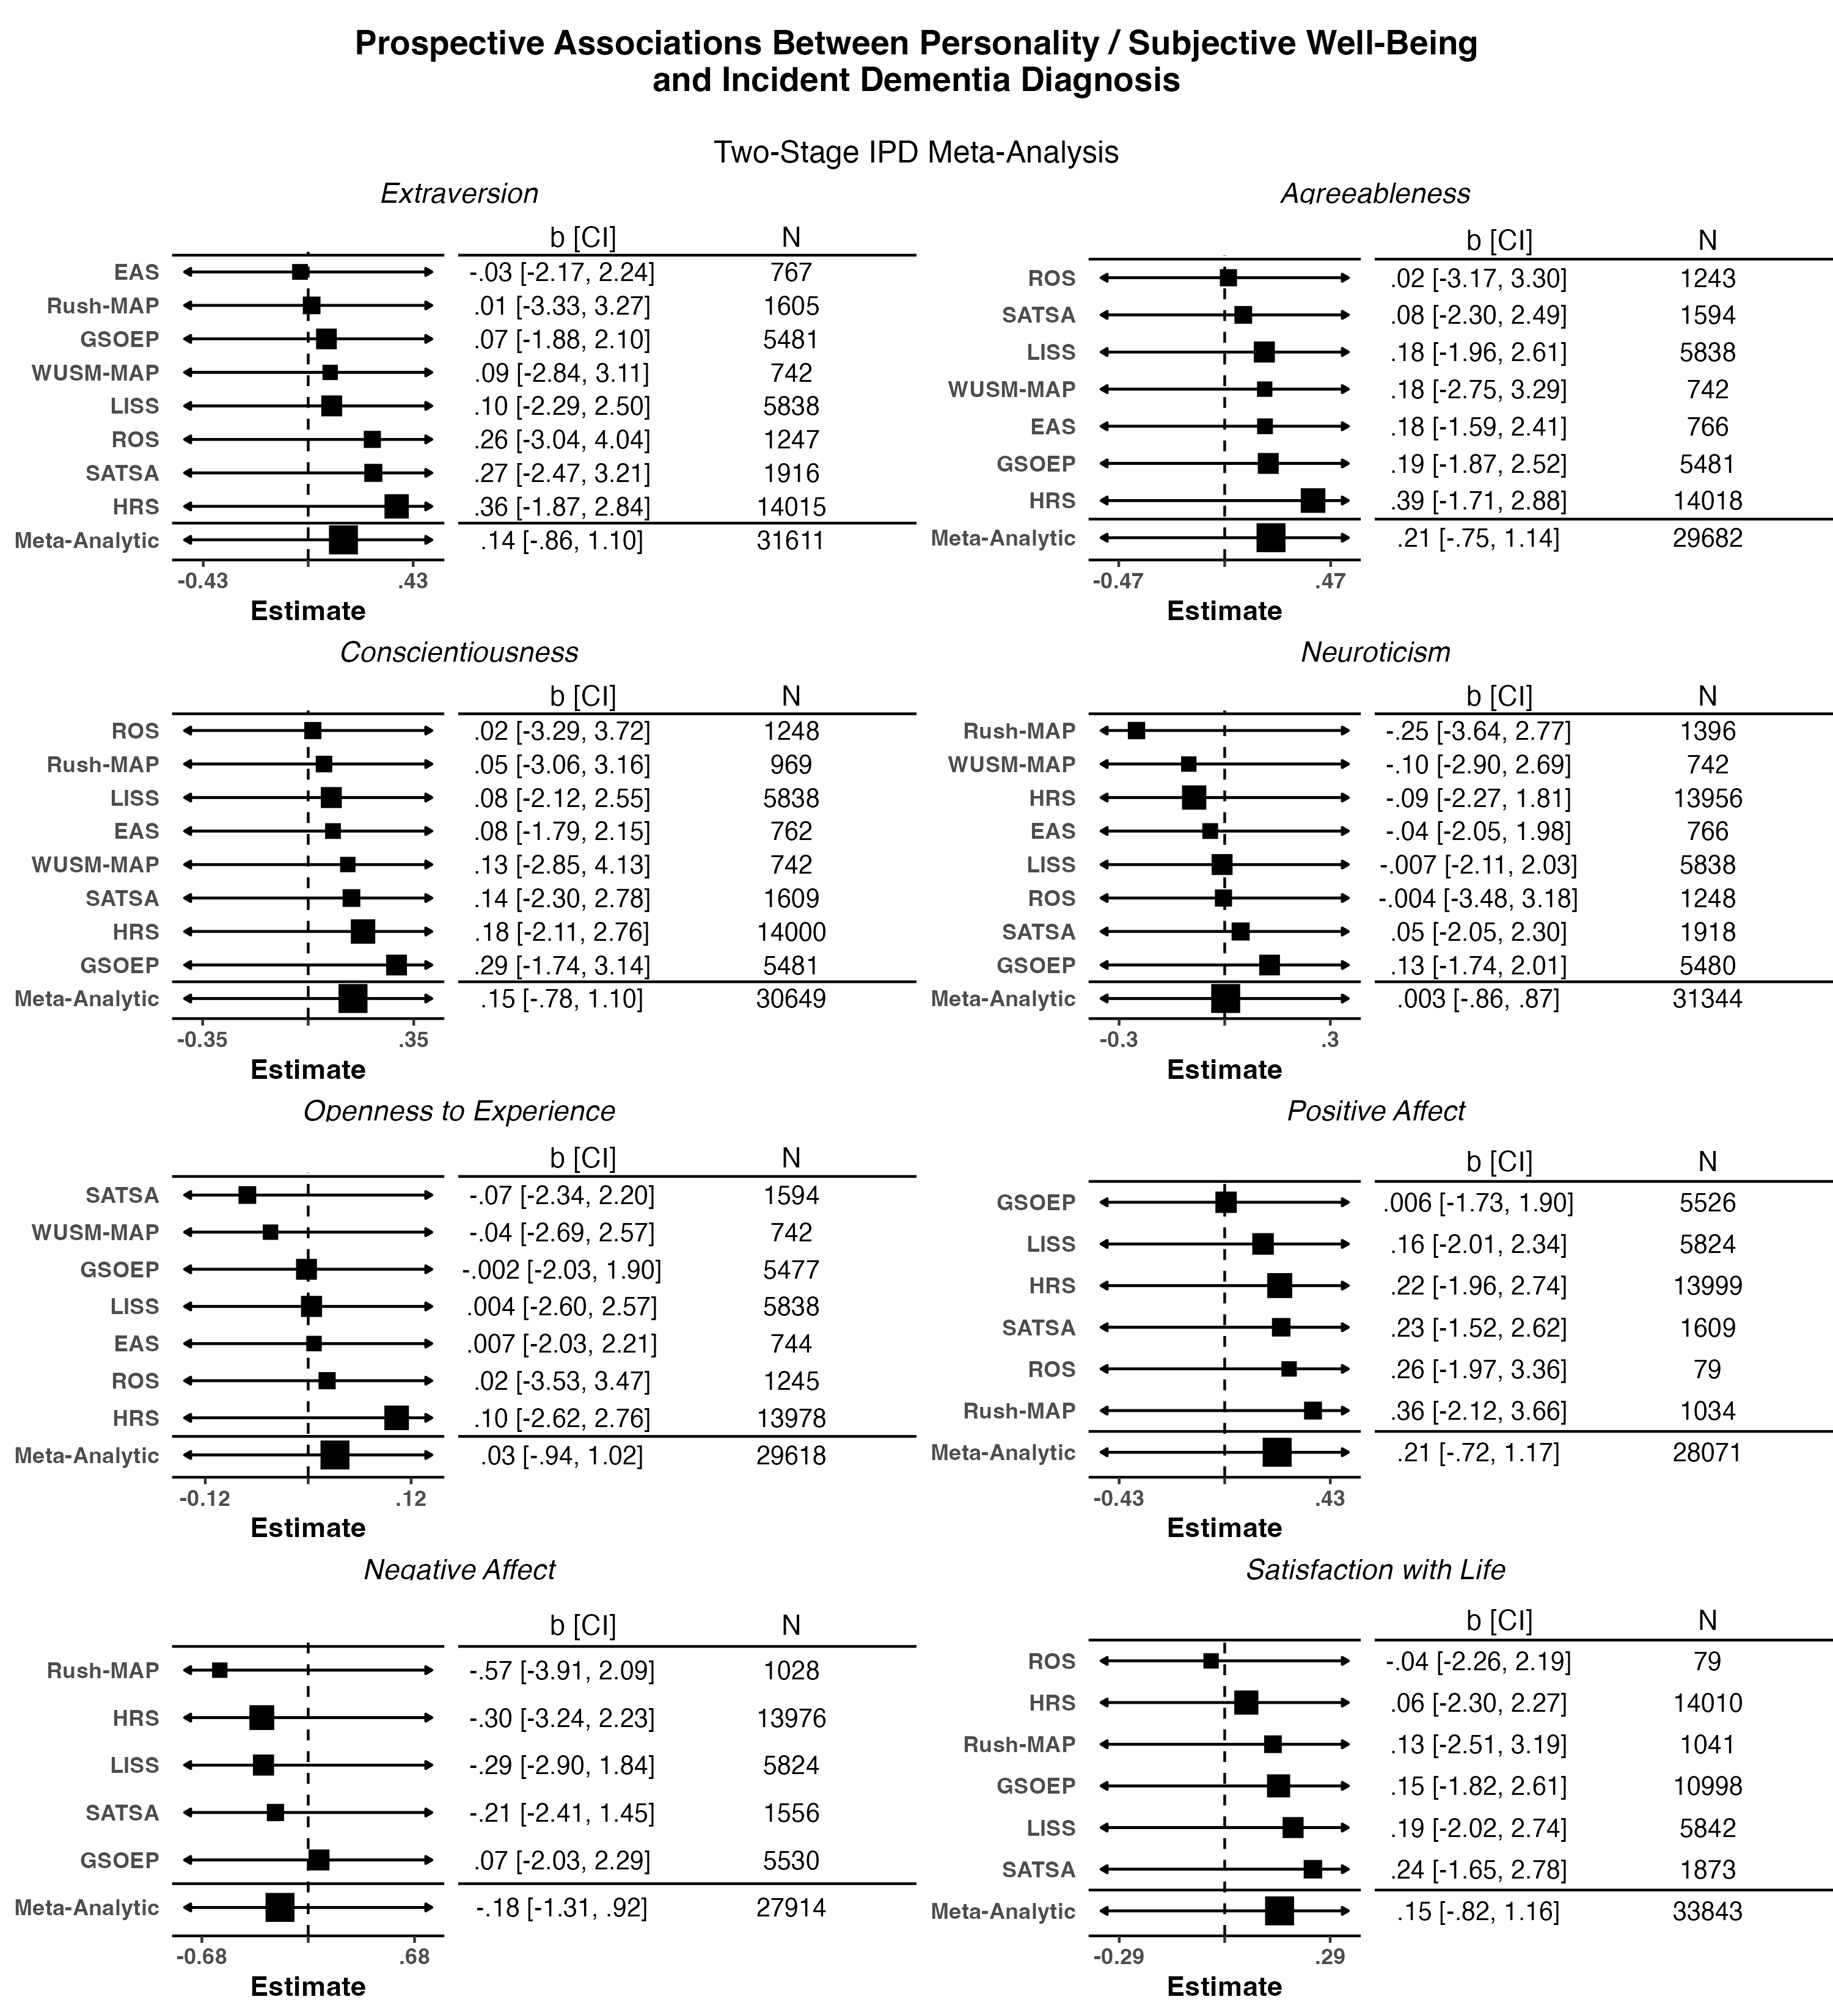 Prospective Associations Between Personality / Subjective Well-Being
and Incident Dementia Diagnosis
Two-Stage IPD Meta-Analysis
Extraversion
b [CI] N
EAS -.03 [-2.17, 2.24] 767
Rush-MAP .01 [-3.33, 3.27] 1605
GSOEP .07 [-1.88, 2.10] 5481
WUSM-MAP .09 [-2.84, 3.11] 742
LISS .10 [-2.29, 2.50] 5838
ROS .26 [-3.04, 4.04] 1247
SATSA .27 [-2.47, 3.21] 1916
HRS .36 [-1.87, 2.84] 14015
Meta-Analytic .14 [-.86, 1.10] 31611
-0.43 .43
Estimate
Agreeableness
b [CI] N
ROS .02 [-3.17, 3.30] 1243
SATSA .08 [-2.30, 2.49] 1594
LISS .18 [-1.96, 2.61] 5838
WUSM-MAP .18 [-2.75, 3.29] 742
EAS .18 [-1.59, 2.41] 766
GSOEP .19 [-1.87, 2.52] 5481
HRS .39 [-1.71, 2.88] 14018
Meta-Analytic .21 [-.75, 1.14] 29682
-0.47 .47
Estimate
Conscientiousness
b [CI] N
ROS .02 [-3.29, 3.72] 1248
Rush-MAP .05 [-3.06, 3.16] 969
LISS .08 [-2.12, 2.55] 5838
EAS .08 [-1.79, 2.15] 762
WUSM-MAP .13 [-2.85, 4.13] 742
SATSA .14 [-2.30, 2.78] 1609
HRS .18 [-2.11, 2.76] 14000
GSOEP .29 [-1.74, 3.14] 5481
Meta-Analytic .15 [-.78, 1.10] 30649
-0.35 .35
Estimate
Neuroticism
b [CI] N
Rush-MAP -.25 [-3.64, 2.77] 1396
WUSM-MAP -.10 [-2.90, 2.69] 742
HRS -.09 [-2.27, 1.81] 13956
EAS -.04 [-2.05, 1.98] 766
LISS -.007 [-2.11, 2.03] 5838
ROS -.004 [-3.48, 3.18] 1248
SATSA .05 [-2.05, 2.30] 1918
GSOEP .13 [-1.74, 2.01] 5480
Meta-Analytic .003 [-.86, .87] 31344
-0.3 .3
Estimate
Openness to Experience
b [CI] N
SATSA -.07 [-2.34, 2.20] 1594
WUSM-MAP -.04 [-2.69, 2.57] 742
GSOEP -.002 [-2.03, 1.90] 5477
LISS .004 [-2.60, 2.57] 5838
EAS .007 [-2.03, 2.21] 744
ROS .02 [-3.53, 3.47] 1245
HRS .10 [-2.62, 2.76] 13978
Meta-Analytic .03 [-.94, 1.02] 29618
-0.12 .12
Estimate
Positive Affect
b [CI] N
GSOEP .006 [-1.73, 1.90] 5526
LISS .16 [-2.01, 2.34] 5824
HRS .22 [-1.96, 2.74] 13999
SATSA .23 [-1.52, 2.62] 1609
ROS .26 [-1.97, 3.36] 79
Rush-MAP .36 [-2.12, 3.66] 1034
Meta-Analytic .21 [-.72, 1.17] 28071
-0.43 .43
Estimate
Negative Affect
b [CI] N
Rush-MAP -.57 [-3.91, 2.09] 1028
HRS -.30 [-3.24, 2.23] 13976
LISS -.29 [-2.90, 1.84] 5824
SATSA -.21 [-2.41, 1.45] 1556
GSOEP .07 [-2.03, 2.29] 5530
Meta-Analytic -.18 [-1.31, .92] 27914
-0.68 .68
Estimate
Satisfaction with Life
b [CI] N
ROS -.04 [-2.26, 2.19] 79
HRS .06 [-2.30, 2.27] 14010
Rush-MAP .13 [-2.51, 3.19] 1041
GSOEP .15 [-1.82, 2.61] 10998
LISS .19 [-2.02, 2.74] 5842
SATSA .24 [-1.65, 2.78] 1873
Meta-Analytic .15 [-.82, 1.16] 33843
-0.29 .29
Estimate